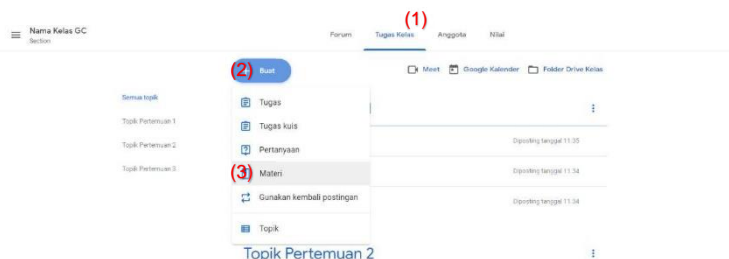 (1)
Nama Kelas GC
Section
Forum Tugas Kelas Anggota Nilai
(2) Buat
Meet Google Kalender Folder Drive Kelas
Semua topik
Topik Pertemuan 1
Topik Pertemuan 2
Topik Pertemuan 3
Tugas
Tugas kuis
Pertanyaan
(3) Materi
Gunakan kembali postingan
Topik
Diposting tanggal 11.35
Diposting tanggal 11.34
Diposting tanggal 11.34
Topik Pertemuan 2